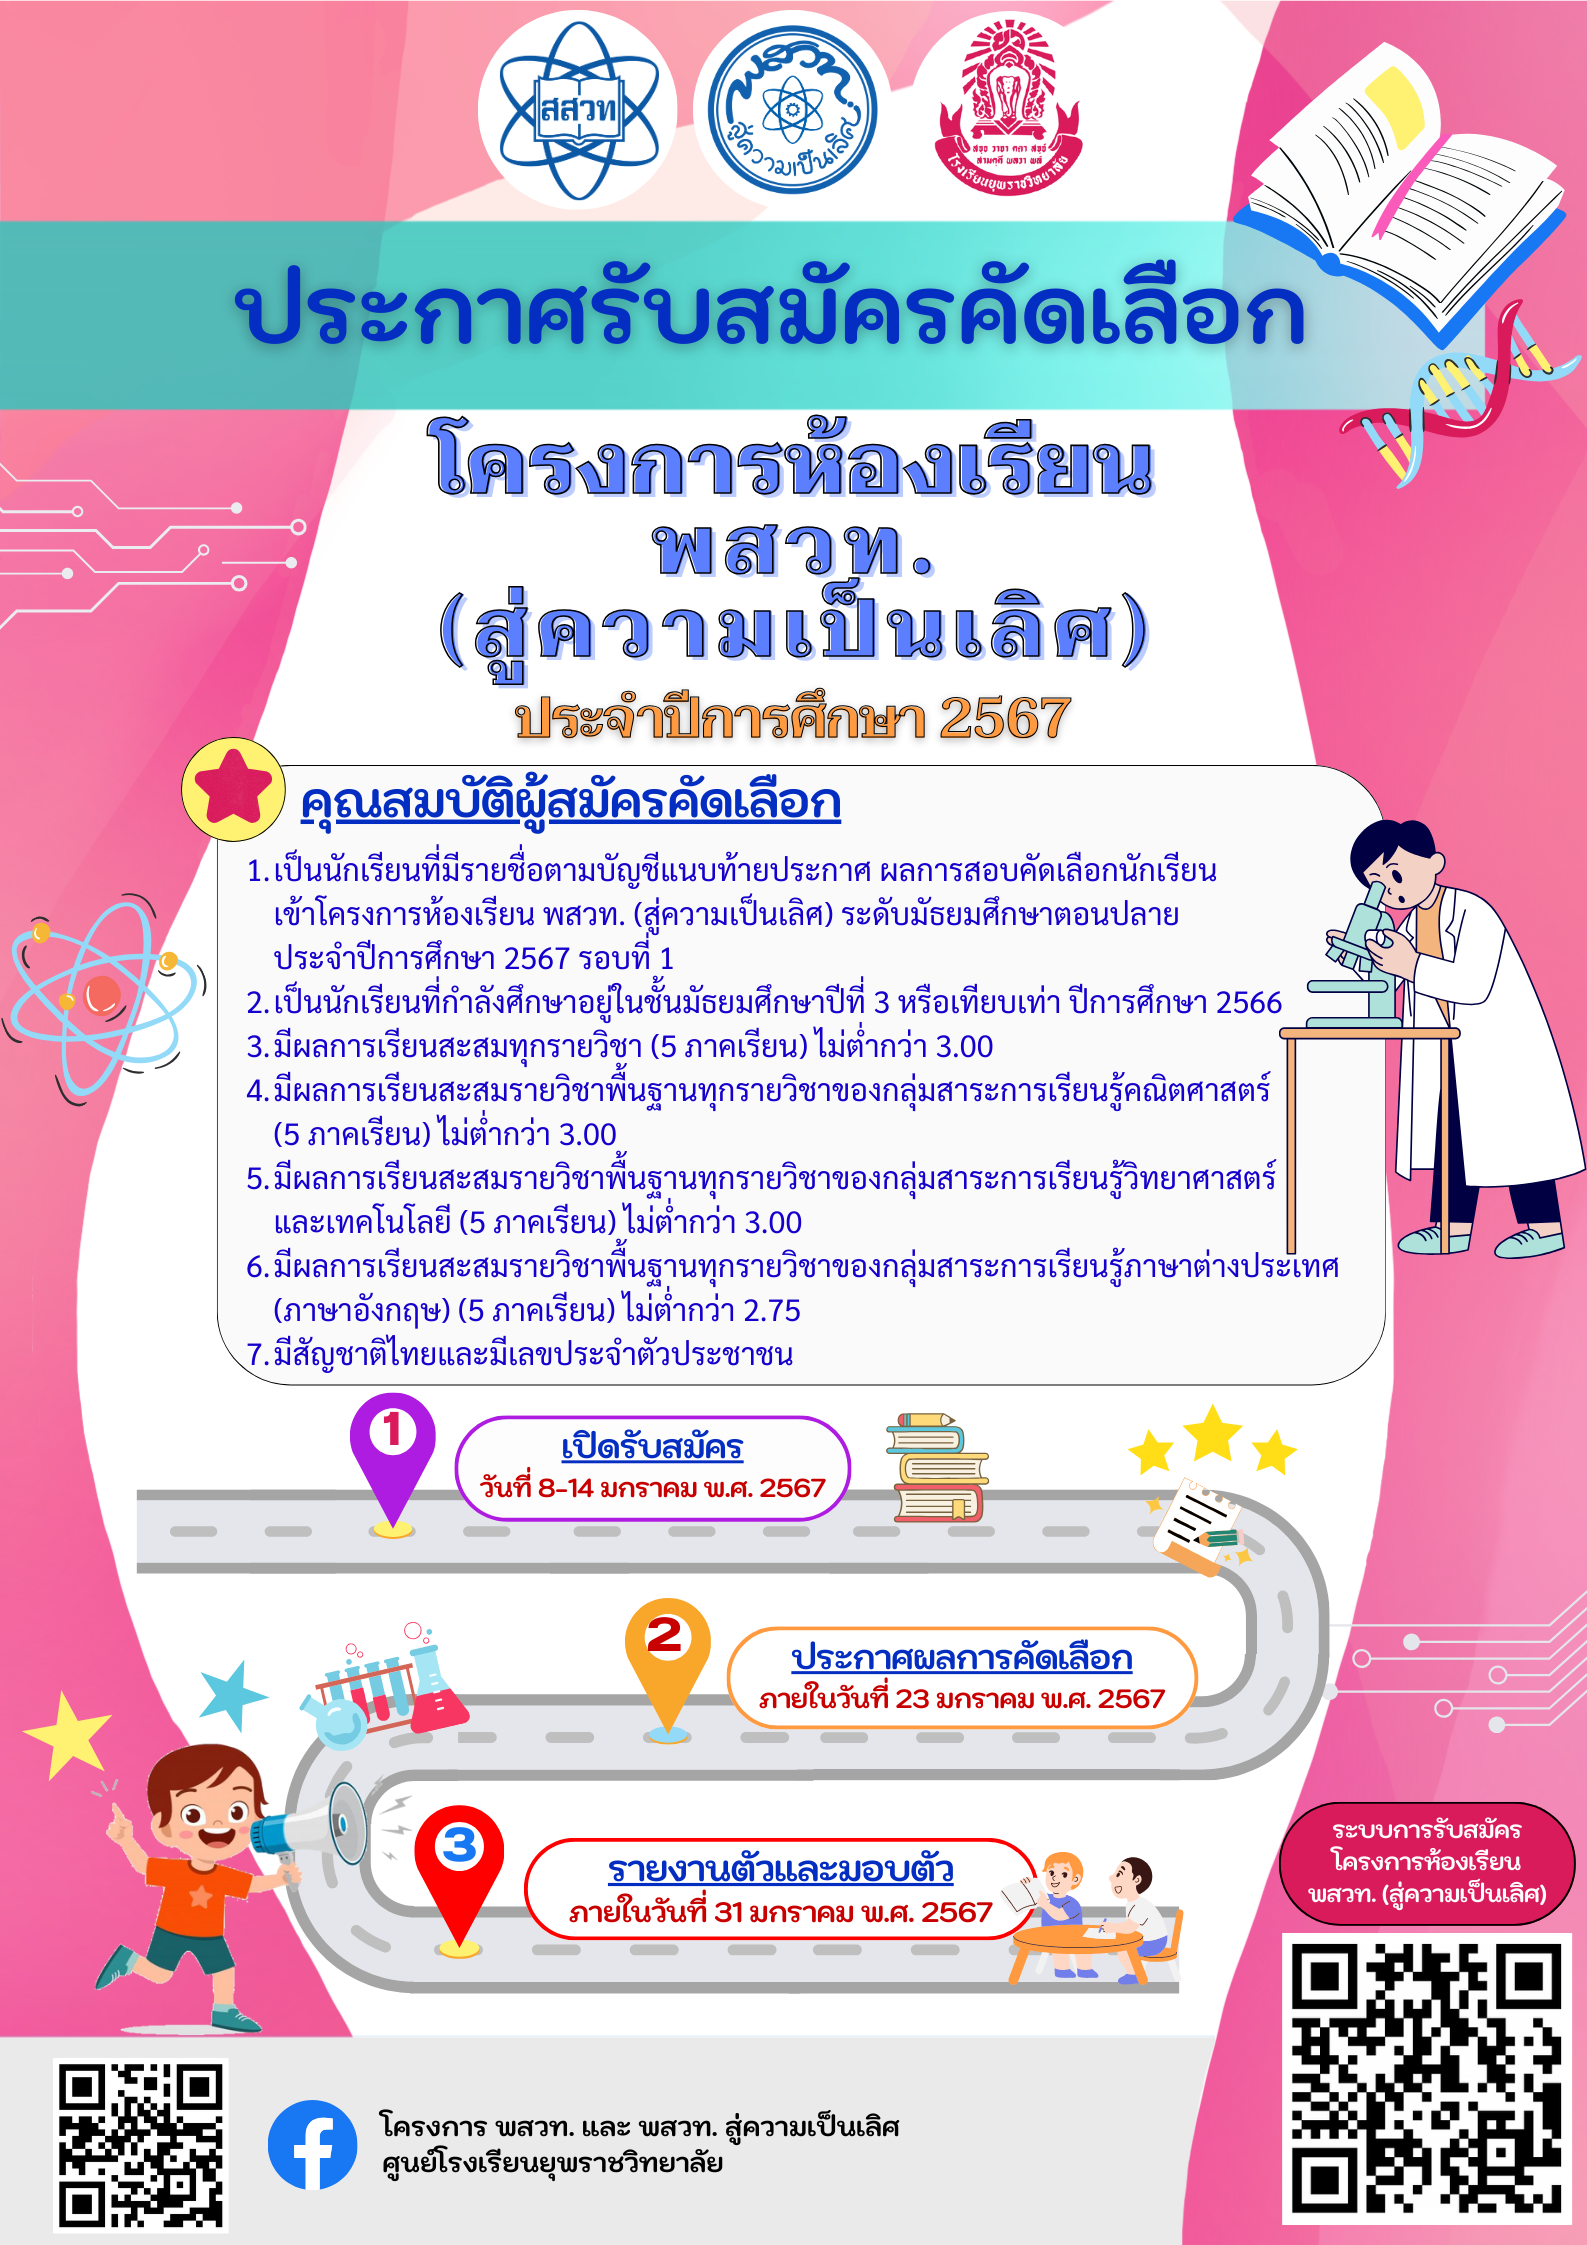 สสวท
พสวท.
สู่ความเป็นเลิศ
โรงเรียนยุพราชวิทยาลัย
ประกาศรับสมัครคัดเลือก
โครงการห้องเรียน
พสวท.
(สู่ความเป็นเลิศ)
ประจำปีการศึกษา 2567
คุณสมบัติผู้สมัครคัดเลือก
1. เป็นนักเรียนที่มีรายชื่อตามบัญชีแนบท้ายประกาศ ผลการสอบคัดเลือกนักเรียน
เข้าโครงการห้องเรียน พสวท. (สู่ความเป็นเลิศ) ระดับมัธยมศึกษาตอนปลาย
ประจำปีการศึกษา 2567 รอบที่ 1
2. เป็นนักเรียนที่กำลังศึกษาอยู่ในชั้นมัธยมศึกษาปีที่ 3 หรือเทียบเท่า ปีการศึกษา 2566
3. มีผลการเรียนสะสมทุกรายวิชา (5 ภาคเรียน) ไม่ต่ำกว่า 3.00
4. มีผลการเรียนสะสมรายวิชาพื้นฐานทุกรายวิชาของกลุ่มสาระการเรียนรู้คณิตศาสตร์
(5 ภาคเรียน) ไม่ต่ำกว่า 3.00
5. มีผลการเรียนสะสมรายวิชาพื้นฐานทุกรายวิชาของกลุ่มสาระการเรียนรู้วิทยาศาสตร์
และเทคโนโลยี (5 ภาคเรียน) ไม่ต่ำกว่า 3.00
6. มีผลการเรียนสะสมรายวิชาพื้นฐานทุกรายวิชาของกลุ่มสาระการเรียนรู้ภาษาต่างประเทศ
(ภาษาอังกฤษ) (5 ภาคเรียน) ไม่ต่ำกว่า 2.75
7. มีสัญชาติไทยและมีเลขประจำตัวประชาชน
1
เปิดรับสมัคร
วันที่ 8-14 มกราคม พ.ศ. 2567
2
ประกาศผลการคัดเลือก
ภายในวันที่ 23 มกราคม พ.ศ. 2567
3
รายงานตัวและมอบตัว
ภายในวันที่ 31 มกราคม พ.ศ. 2567
ระบบการรับสมัคร
โครงการห้องเรียน
พสวท. (สู่ความเป็นเลิศ)
โครงการ พสวท. และ พสวท. สู่ความเป็นเลิศ
ศูนย์โรงเรียนยุพราชวิทยาลัย